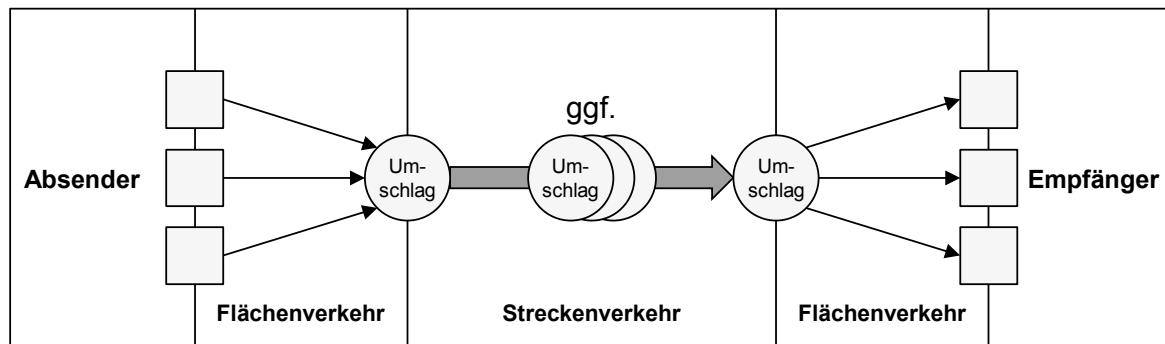 ggf.
Absender
Um-
schlag
Um-
schlag
Um-
schlag
Empfänger
Flächenverkehr
Streckenverkehr
Flächenverkehr